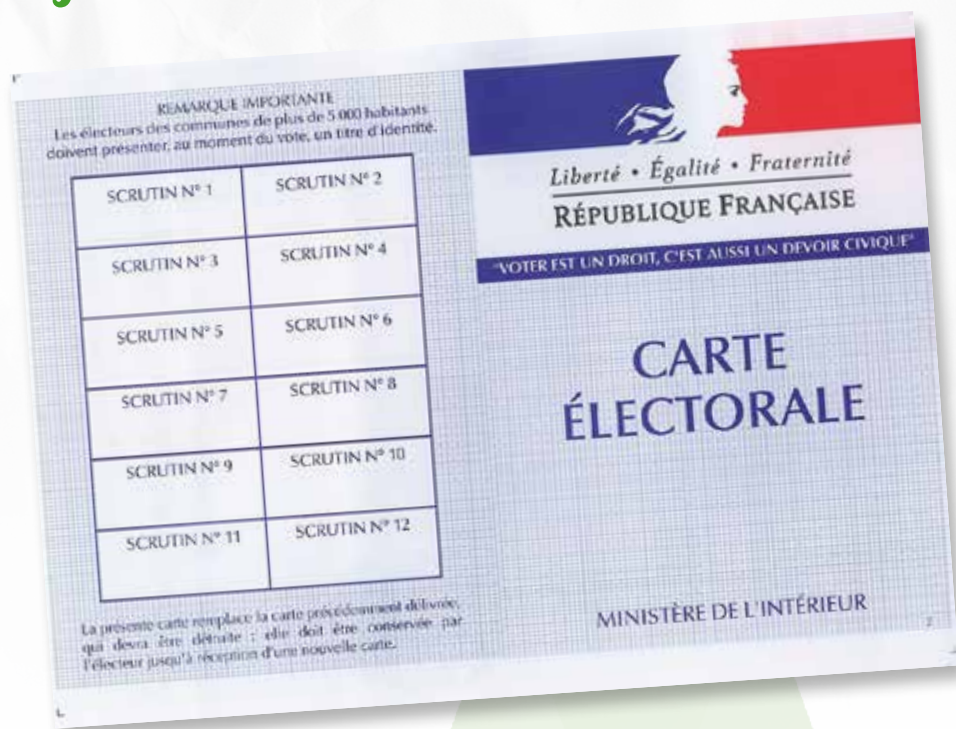 REMARQUE IMPORTANTE
Les électeurs des communes de plus de 5 000 habitants
doivent présenter, au moment du vote, un titre d'identité.
SCRUTIN N° 1
SCRUTIN N° 2
SCRUTIN N° 3
SCRUTIN N° 4
SCRUTIN N° 5
SCRUTIN N° 6
SCRUTIN N° 7
SCRUTIN N° 8
SCRUTIN N° 9
SCRUTIN N° 10
SCRUTIN N° 11
SCRUTIN N° 12
La présente carte remplace la carte précédemment délivrée,
qui devra être détruite ; elle doit être conservée par
l'électeur jusqu'à réception d'une nouvelle carte.
Liberté • Égalité • Fraternité
RÉPUBLIQUE FRANÇAISE
"VOTER EST UN DROIT, C'EST AUSSI UN DEVOIR CIVIQUE"
CARTE
ÉLECTORALE
MINISTÈRE DE L'INTÉRIEUR